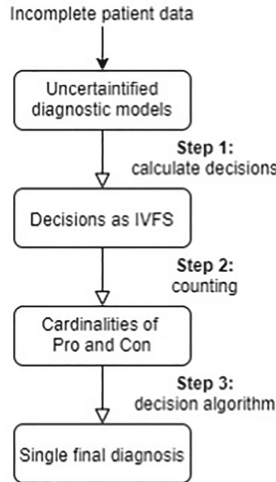 Incomplete patient data
Uncertaintified
diagnostic models
Step 1:
calculate decisions
Decisions as IVFS
Step 2:
counting
Cardinalities of
Pro and Con
Step 3:
decision algorithm
Single final diagnosis